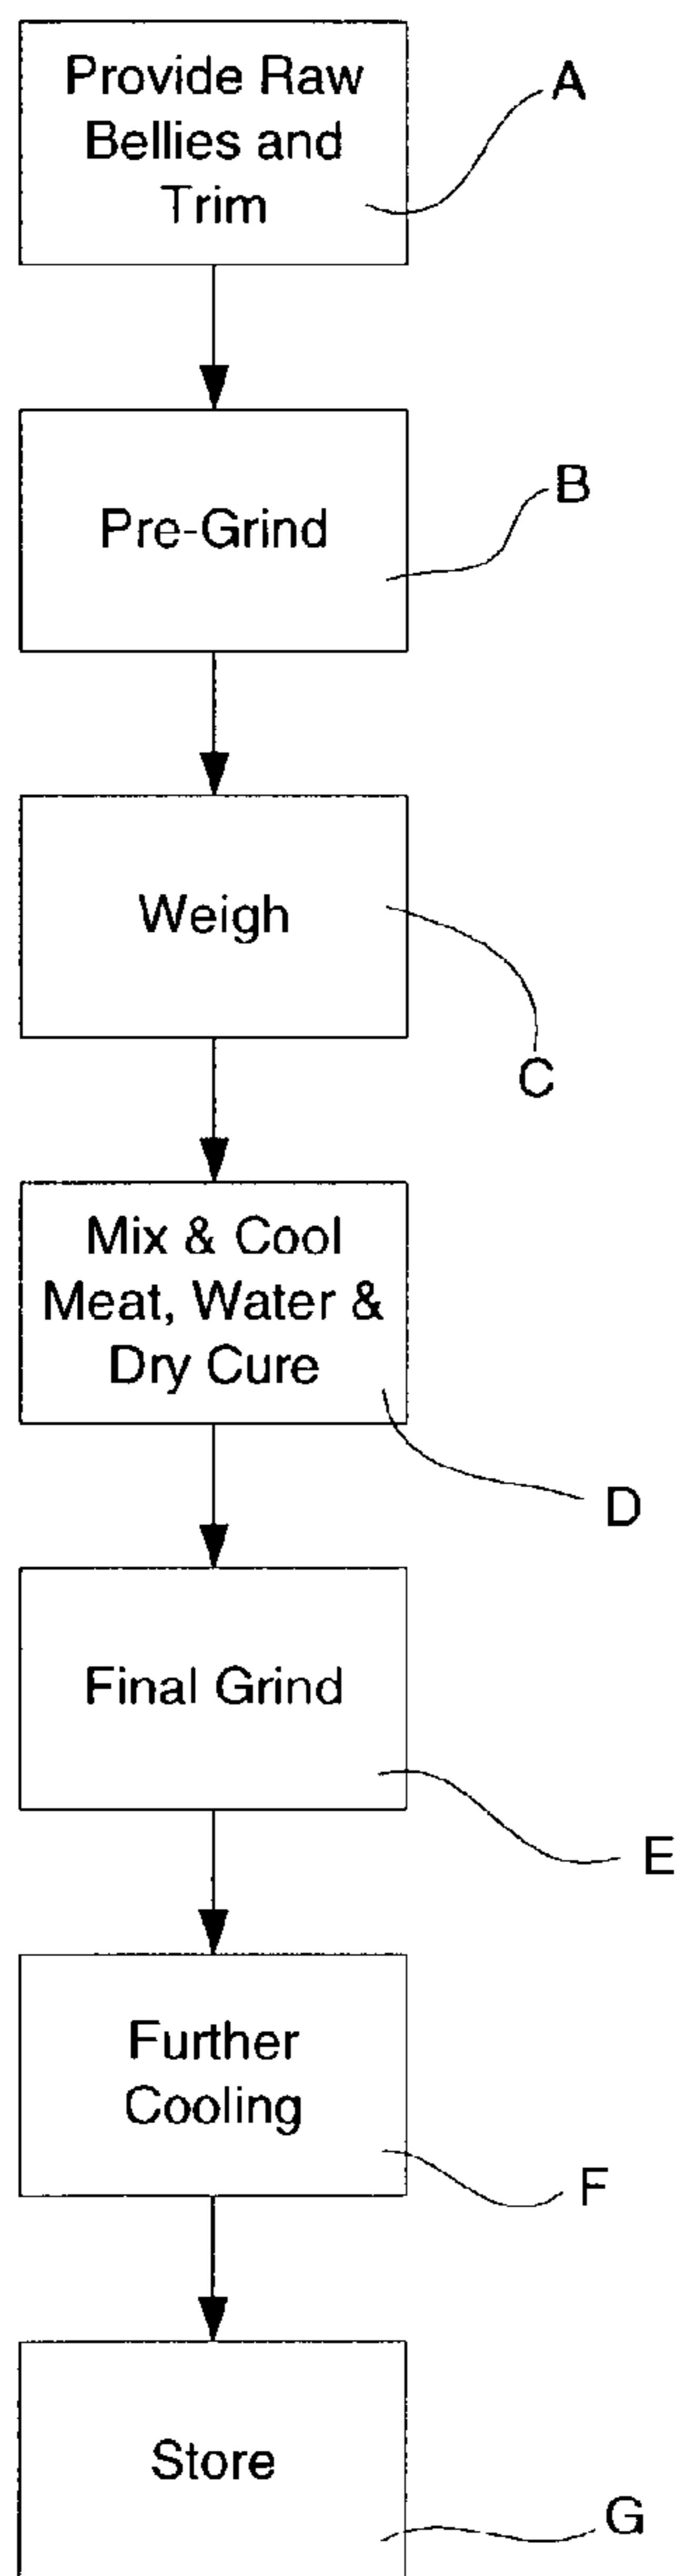 Provide Raw
Bellies and
Trim
A
Pre-Grind
B
Weigh
C
Mix & Cool
Meat, Water &
Dry Cure
D
Final Grind
E
Further
Cooling
F
Store
G